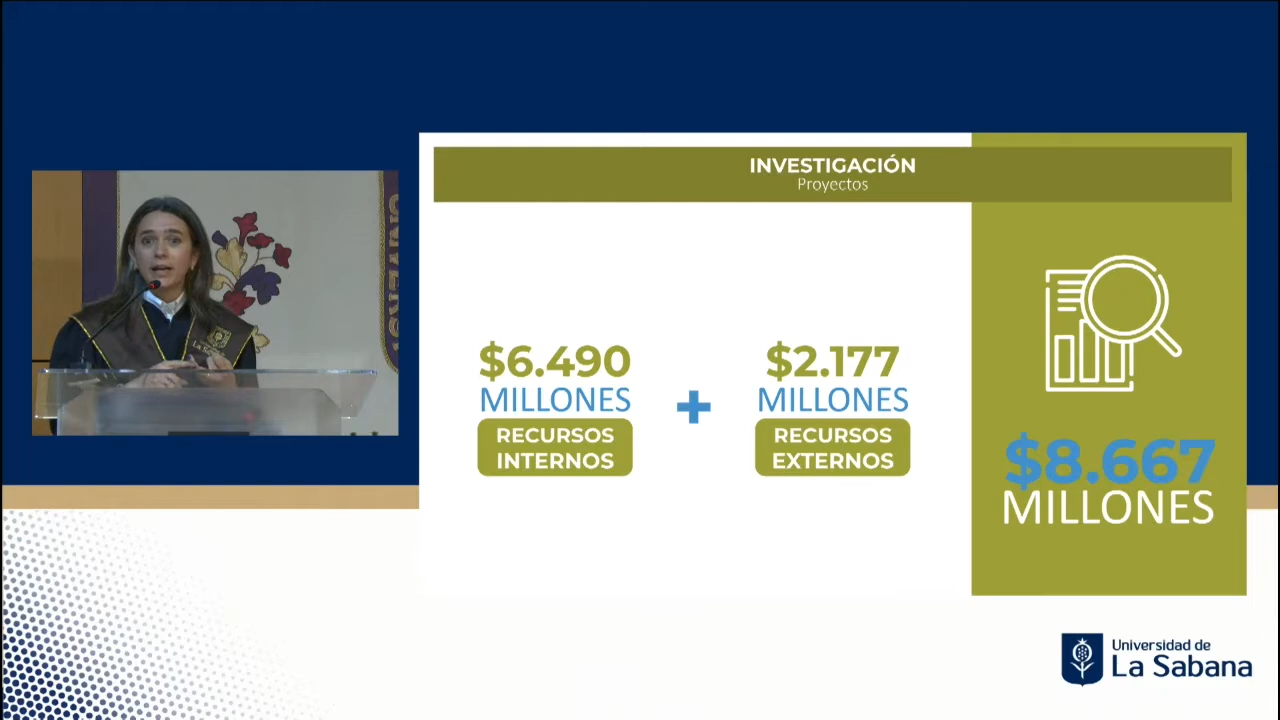 INVESTIGACIÓN
Proyectos
$6.490
MILLONES
RECURSOS
INTERNOS
+
$2.177
MILLONES
RECURSOS
EXTERNOS
$8.667
MILLONES
Universidad de
La Sabana